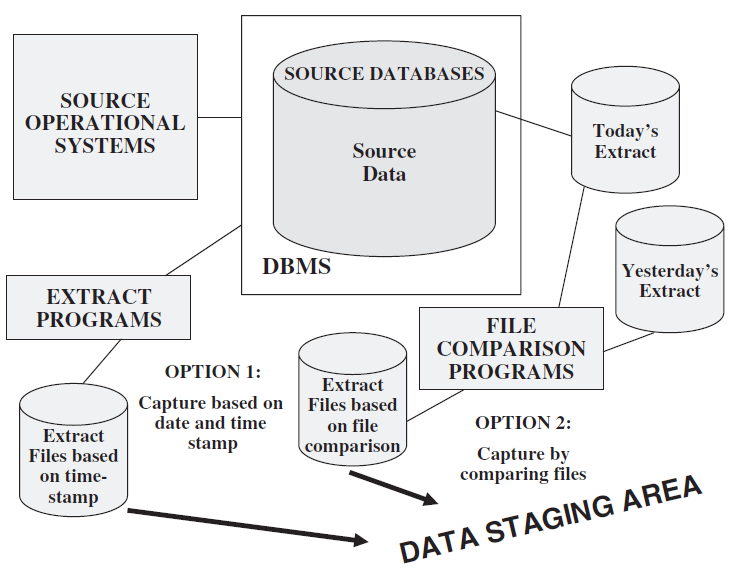 SOURCE
OPERATIONAL
SYSTEMS
SOURCE DATABASES
Source
Data
DBMS
Today's
Extract
Yesterday's
Extract
EXTRACT
PROGRAMS
FILE
COMPARISON
PROGRAMS
OPTION 1:
Capture based on
date and time
stamp
Extract
Files based
on file
comparison
OPTION 2:
Capture by
comparing files
Extract
Files based
on time-
stamp
DATA STAGING AREA